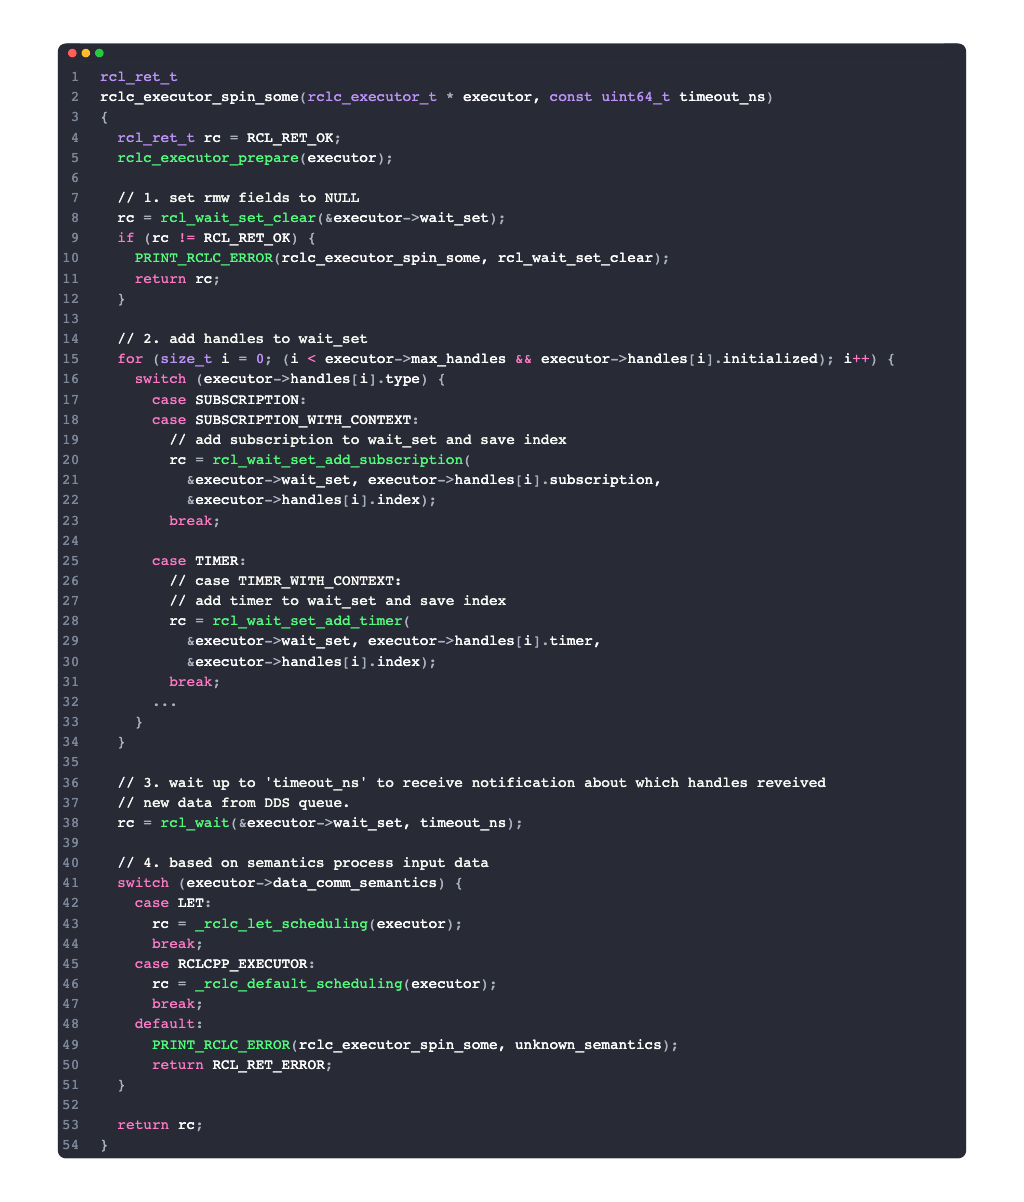 1 rcl_ret_t
2 rclc_executor_spin_some(rclc_executor_t * executor, const uint64_t timeout_ns)
3 {
4   rcl_ret_t rc = RCL_RET_OK;
5   rclc_executor_prepare(executor);
6
7   // 1. set rmw fields to NULL
8   rc = rcl_wait_set_clear(&executor->wait_set);
9   if (rc != RCL_RET_OK) {
10     PRINT_RCLC_ERROR(rclc_executor_spin_some, rcl_wait_set_clear);
11     return rc;
12   }
13
14   // 2. add handles to wait_set
15   for (size_t i = 0; (i < executor->max_handles && executor->handles[i].initialized); i++) {
16     switch (executor->handles[i].type) {
17       case SUBSCRIPTION:
18       case SUBSCRIPTION_WITH_CONTEXT:
19         // add subscription to wait_set and save index
20         rc = rcl_wait_set_add_subscription(
21           &executor->wait_set, executor->handles[i].subscription,
22           &executor->handles[i].index);
23         break;
24
25       case TIMER:
26         // case TIMER_WITH_CONTEXT:
27         // add timer to wait_set and save index
28         rc = rcl_wait_set_add_timer(
29           &executor->wait_set, executor->handles[i].timer,
30           &executor->handles[i].index);
31         break;
32       ...
33     }
34   }
35
36   // 3. wait up to 'timeout_ns' to receive notification about which handles reveived
37   // new data from DDS queue.
38   rc = rcl_wait(&executor->wait_set, timeout_ns);
39
40   // 4. based on semantics process input data
41   switch (executor->data_comm_semantics) {
42     case LET:
43       rc = _rclc_let_scheduling(executor);
44       break;
45     case RCLCPP_EXECUTOR:
46       rc = _rclc_default_scheduling(executor);
47       break;
48     default:
49       PRINT_RCLC_ERROR(rclc_executor_spin_some, unknown_semantics);
50       return RCL_RET_ERROR;
51   }
52
53   return rc;
54 }